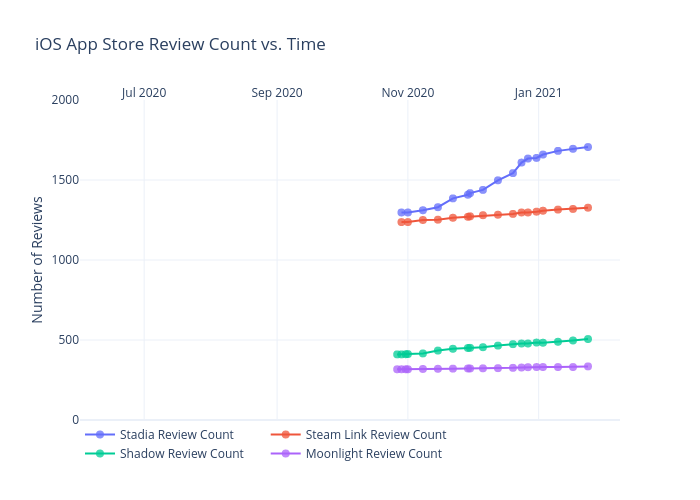 iOS App Store Review Count vs. Time
Jul 2020 Sep 2020 Nov 2020 Jan 2021
2000
1500
1000
500
0
Number of Reviews
Stadia Review Count Steam Link Review Count
Shadow Review Count Moonlight Review Count